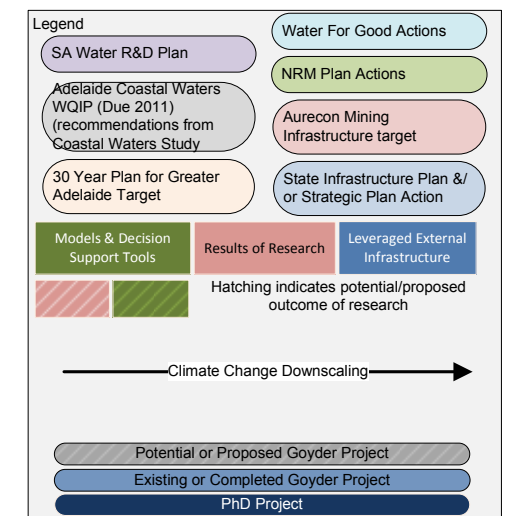 Legend
SA Water R&D Plan
Water For Good Actions
NRM Plan Actions
Adelaide Coastal Waters
WQIP (Due 2011)
(recommendations from
Coastal Waters Study
Aurecon Mining
Infrastructure target
30 Year Plan for Greater
Adelaide Target
State Infrastructure Plan &/
or Strategic Plan Action
Models & Decision
Support Tools
Results of Research
Leveraged External
Infrastructure
Hatching indicates potential/proposed
outcome of research
Climate Change Downscaling
Potential or Proposed Goyder Project
Existing or Completed Goyder Project
PhD Project